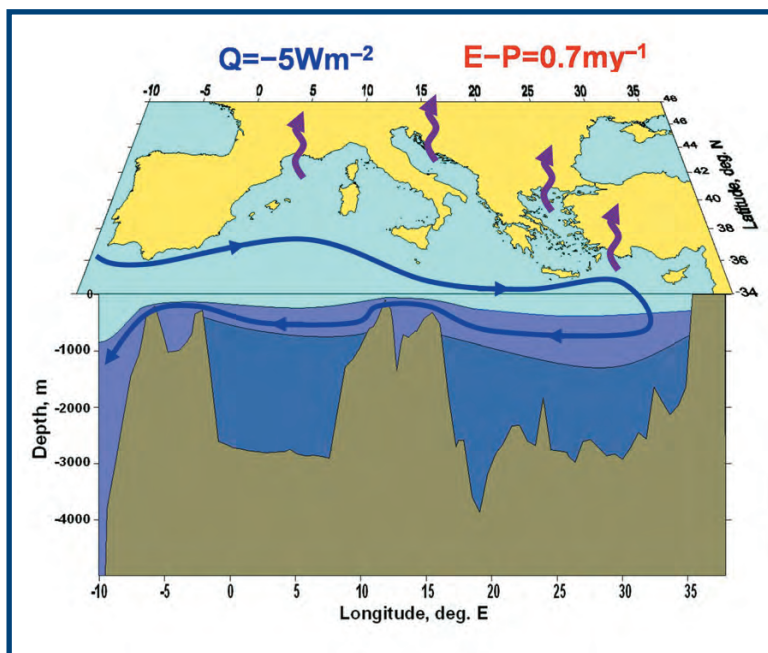 Q=−5Wm⁻² E−P=0.7my⁻¹
-10 -5 0 5 10 15 20 25 30 35
46
46
44
42
40
38
36
-34
Latitude, deg. N
0
-1000
-2000
-3000
-4000
Depth, m
-10 -5 0 5 10 15 20 25 30 35
Longitude, deg. E